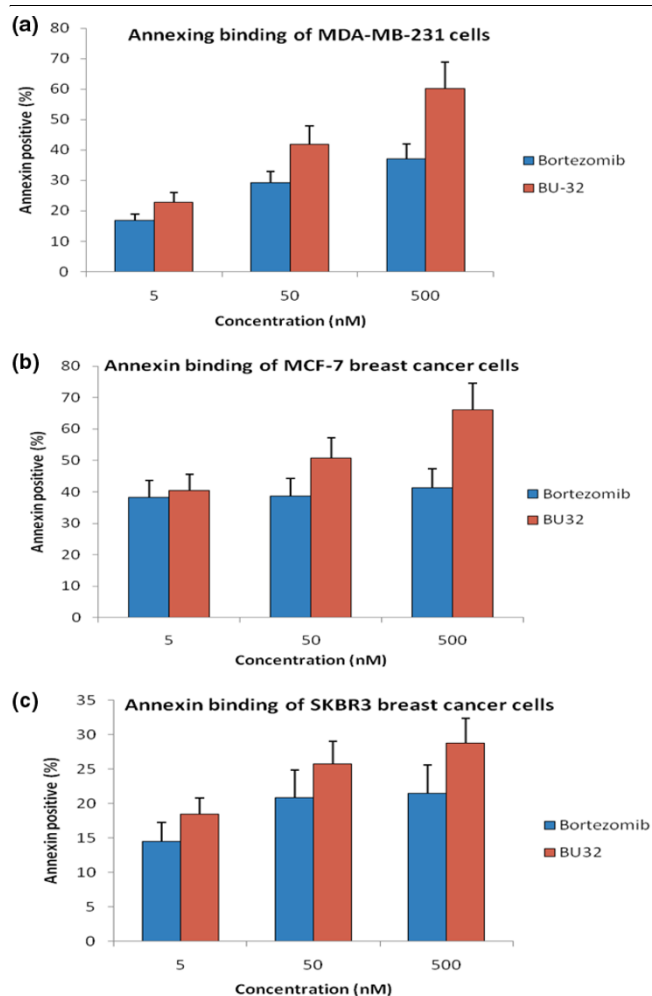 (a)
Annexing binding of MDA-MB-231 cells
Annexin positive (%)
80
70
60
50
40
30
20
10
0
5 50 500
Concentration (nM)
Bortezomib
BU-32
(b)
Annexin binding of MCF-7 breast cancer cells
Annexin positive (%)
80
70
60
50
40
30
20
10
0
5 50 500
Concentration (nM)
Bortezomib
BU32
(c)
Annexin binding of SKBR3 breast cancer cells
Annexin positive (%)
35
30
25
20
15
10
5
0
5 50 500
Concentration (nM)
Bortezomib
BU32